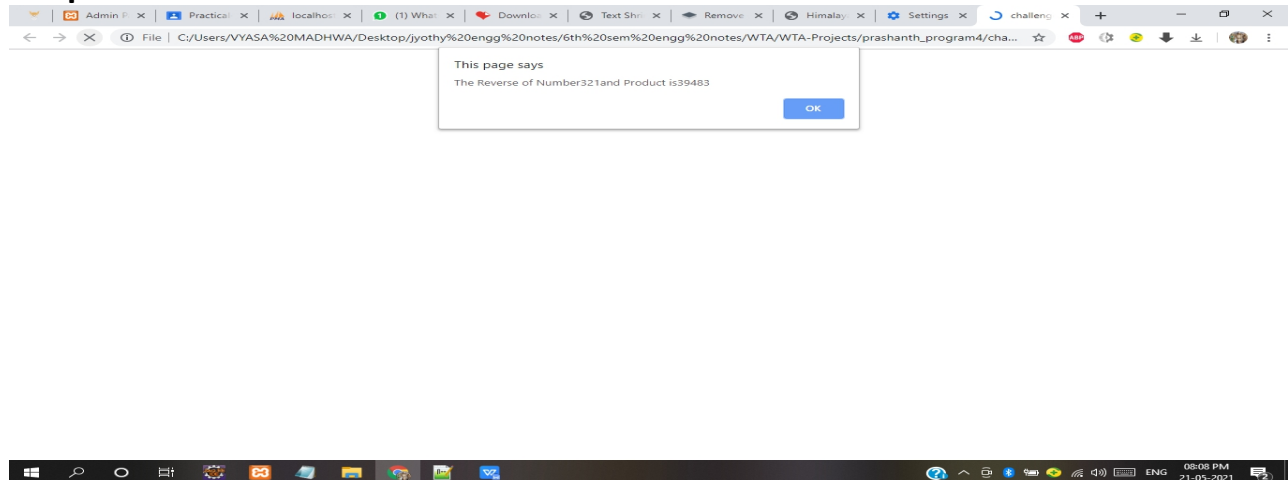 Admin P
Practical
localhost
(1) What
Downloa
Text Shri
Remove
Himalay
Settings
challeng
File | C:/Users/VYASA%20MADHWA/Desktop/jyothy%20engg%20notes/6th%20sem%20engg%20notes/WTA/WTA-Projects/prashanth_program4/cha...
ABP
This page says
The Reverse of Number321and Product is39483
OK
ENG
08:08 PM
21-05-2021